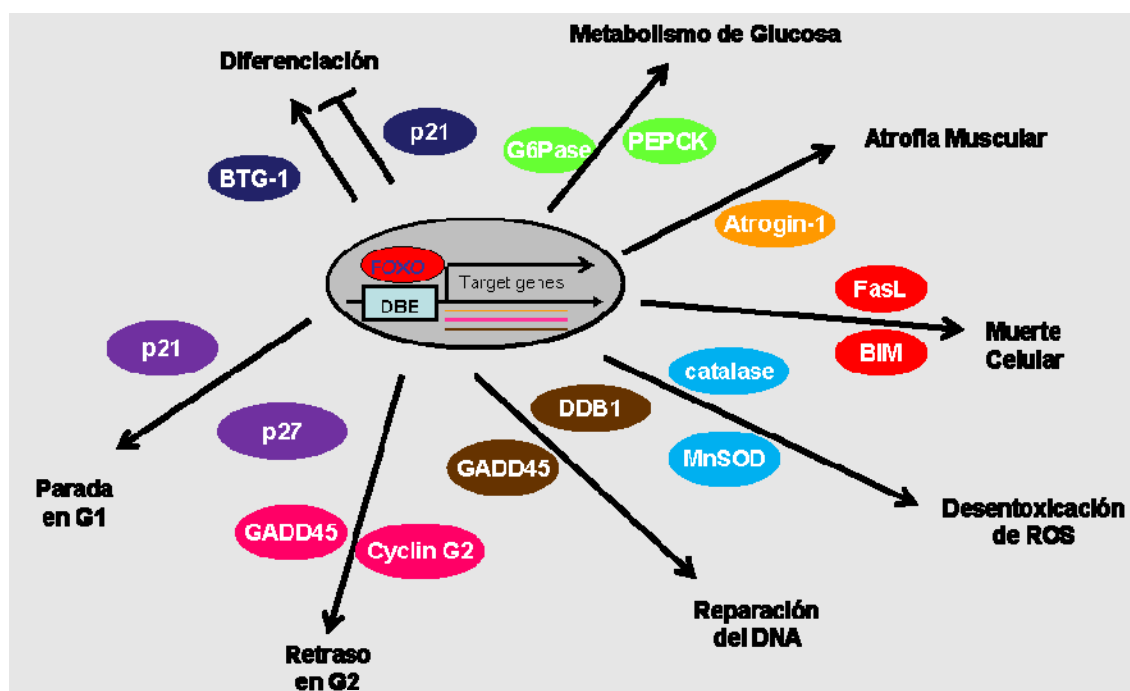 Metabolismo de Glucosa
Diferenciación
p21
G6Pase
PEPCK
Atrofia Muscular
BTG-1
Atrogin-1
FOXO
Target genes
DBE
FasL
Muerte
Celular
BIM
p21
catalase
DDB1
p27
MnSOD
GADD45
Parada
en G1
Desentoxicación
de ROS
GADD45
Cyclin G2
Reparación
del DNA
Retraso
en G2